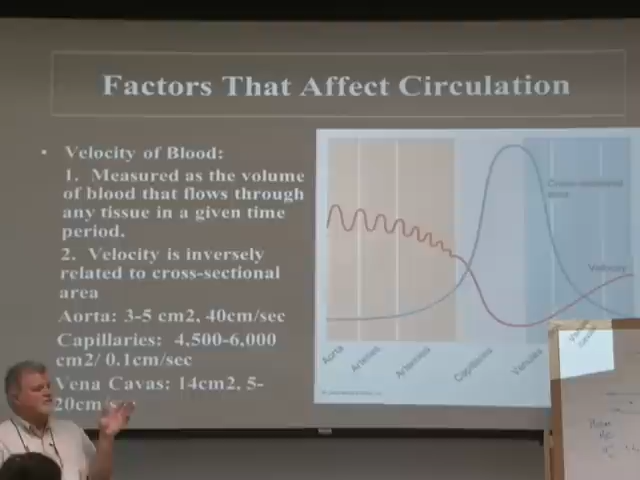 Factors That Affect Circulation
• Velocity of Blood:
1. Measured as the volume
of blood that flows through
any tissue in a given time
period.
2. Velocity is inversely
related to cross-sectional
area
Aorta: 3-5 cm2, 40cm/sec
Capillaries: 4,500-6,000
cm2/ 0.1cm/sec
Vena Cavas: 14cm2, 5-
20cm/sec
Cross-sectional
area
Velocity
Aorta
Arteries
Arterioles
Capillaries
Venules